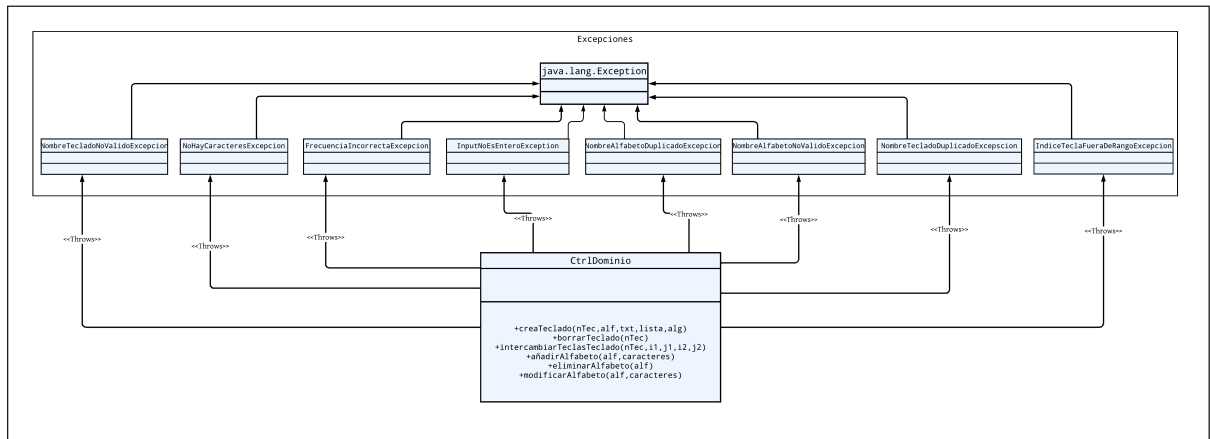 Excepciones
java.lang.Exception
NombreTecladoNoValidoExcepcion
NoHayCaracteresExcepcion
FrecuenciaIncorrectaExcepcion
InputNoEsEnteroException
NombreAlfabetoDuplicadoExcepcion
NombreAlfabetoNoValidoExcepcion
NombreTecladoDuplicadoExcepscion
IndiceTeclaFueraDeRangoExcepcion
<<Throws>>
<<Throws>>
<<Throws>>
<<Throws>>
<<Throws>>
<<Throws>>
<<Throws>>
<<Throws>>
CtrlDominio
+creaTeclado(nTec,alf,txt,lista,alg)
+borrarTeclado(nTec)
+intercambiarTeclasTeclado(nTec,i1,j1,i2,j2)
+añadirAlfabeto(alf,caracteres)
+eliminarAlfabeto(alf)
+modificarAlfabeto(alf,caracteres)